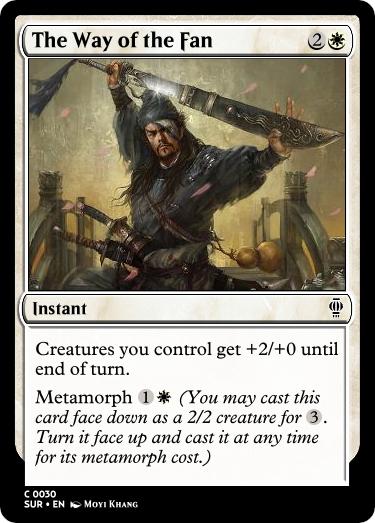 The Way of the Fan 2
Instant
Creatures you control get +2/+0 until
end of turn.
Metamorph 1 (You may cast this
card face down as a 2/2 creature for 3.
Turn it face up and cast it at any time
for its metamorph cost.)
C 0030
SUR • EN Moyi Khang